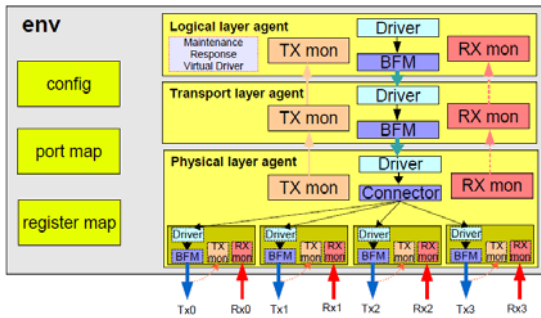 env
config
port map
register map
Logical layer agent
Maintenance
Response
Virtual Driver
TX mon
Driver
BFM
RX mon
Transport layer agent
TX mon
Driver
BFM
RX mon
Physical layer agent
TX mon
Driver
Connector
RX mon
Driver
BFM
TX
mon
RX
mon
Driver
BFM
TX
mon
RX
mon
Driver
BFM
TX
mon
RX
mon
Driver
BFM
TX
mon
RX
mon
Tx0
Rx0
Tx1
Rx1
Tx2
Rx2
Tx3
Rx3